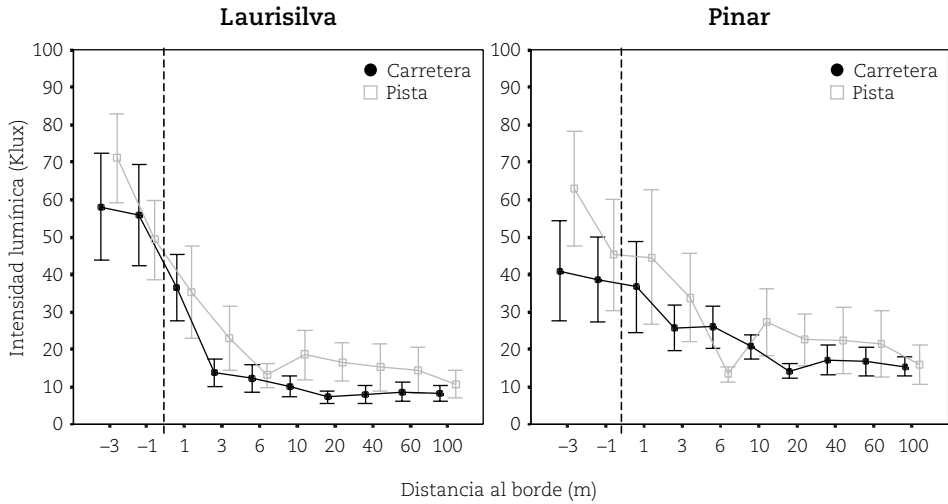 Laurisilva
Pinar
Intensidad lumínica (Klux)
100
90
80
70
60
50
40
30
20
10
0
Carretera
Pista
–3 –1 1 3 6 10 20 40 60 100
100
90
80
70
60
50
40
30
20
10
0
Carretera
Pista
–3 –1 1 3 6 10 20 40 60 100
Distancia al borde (m)